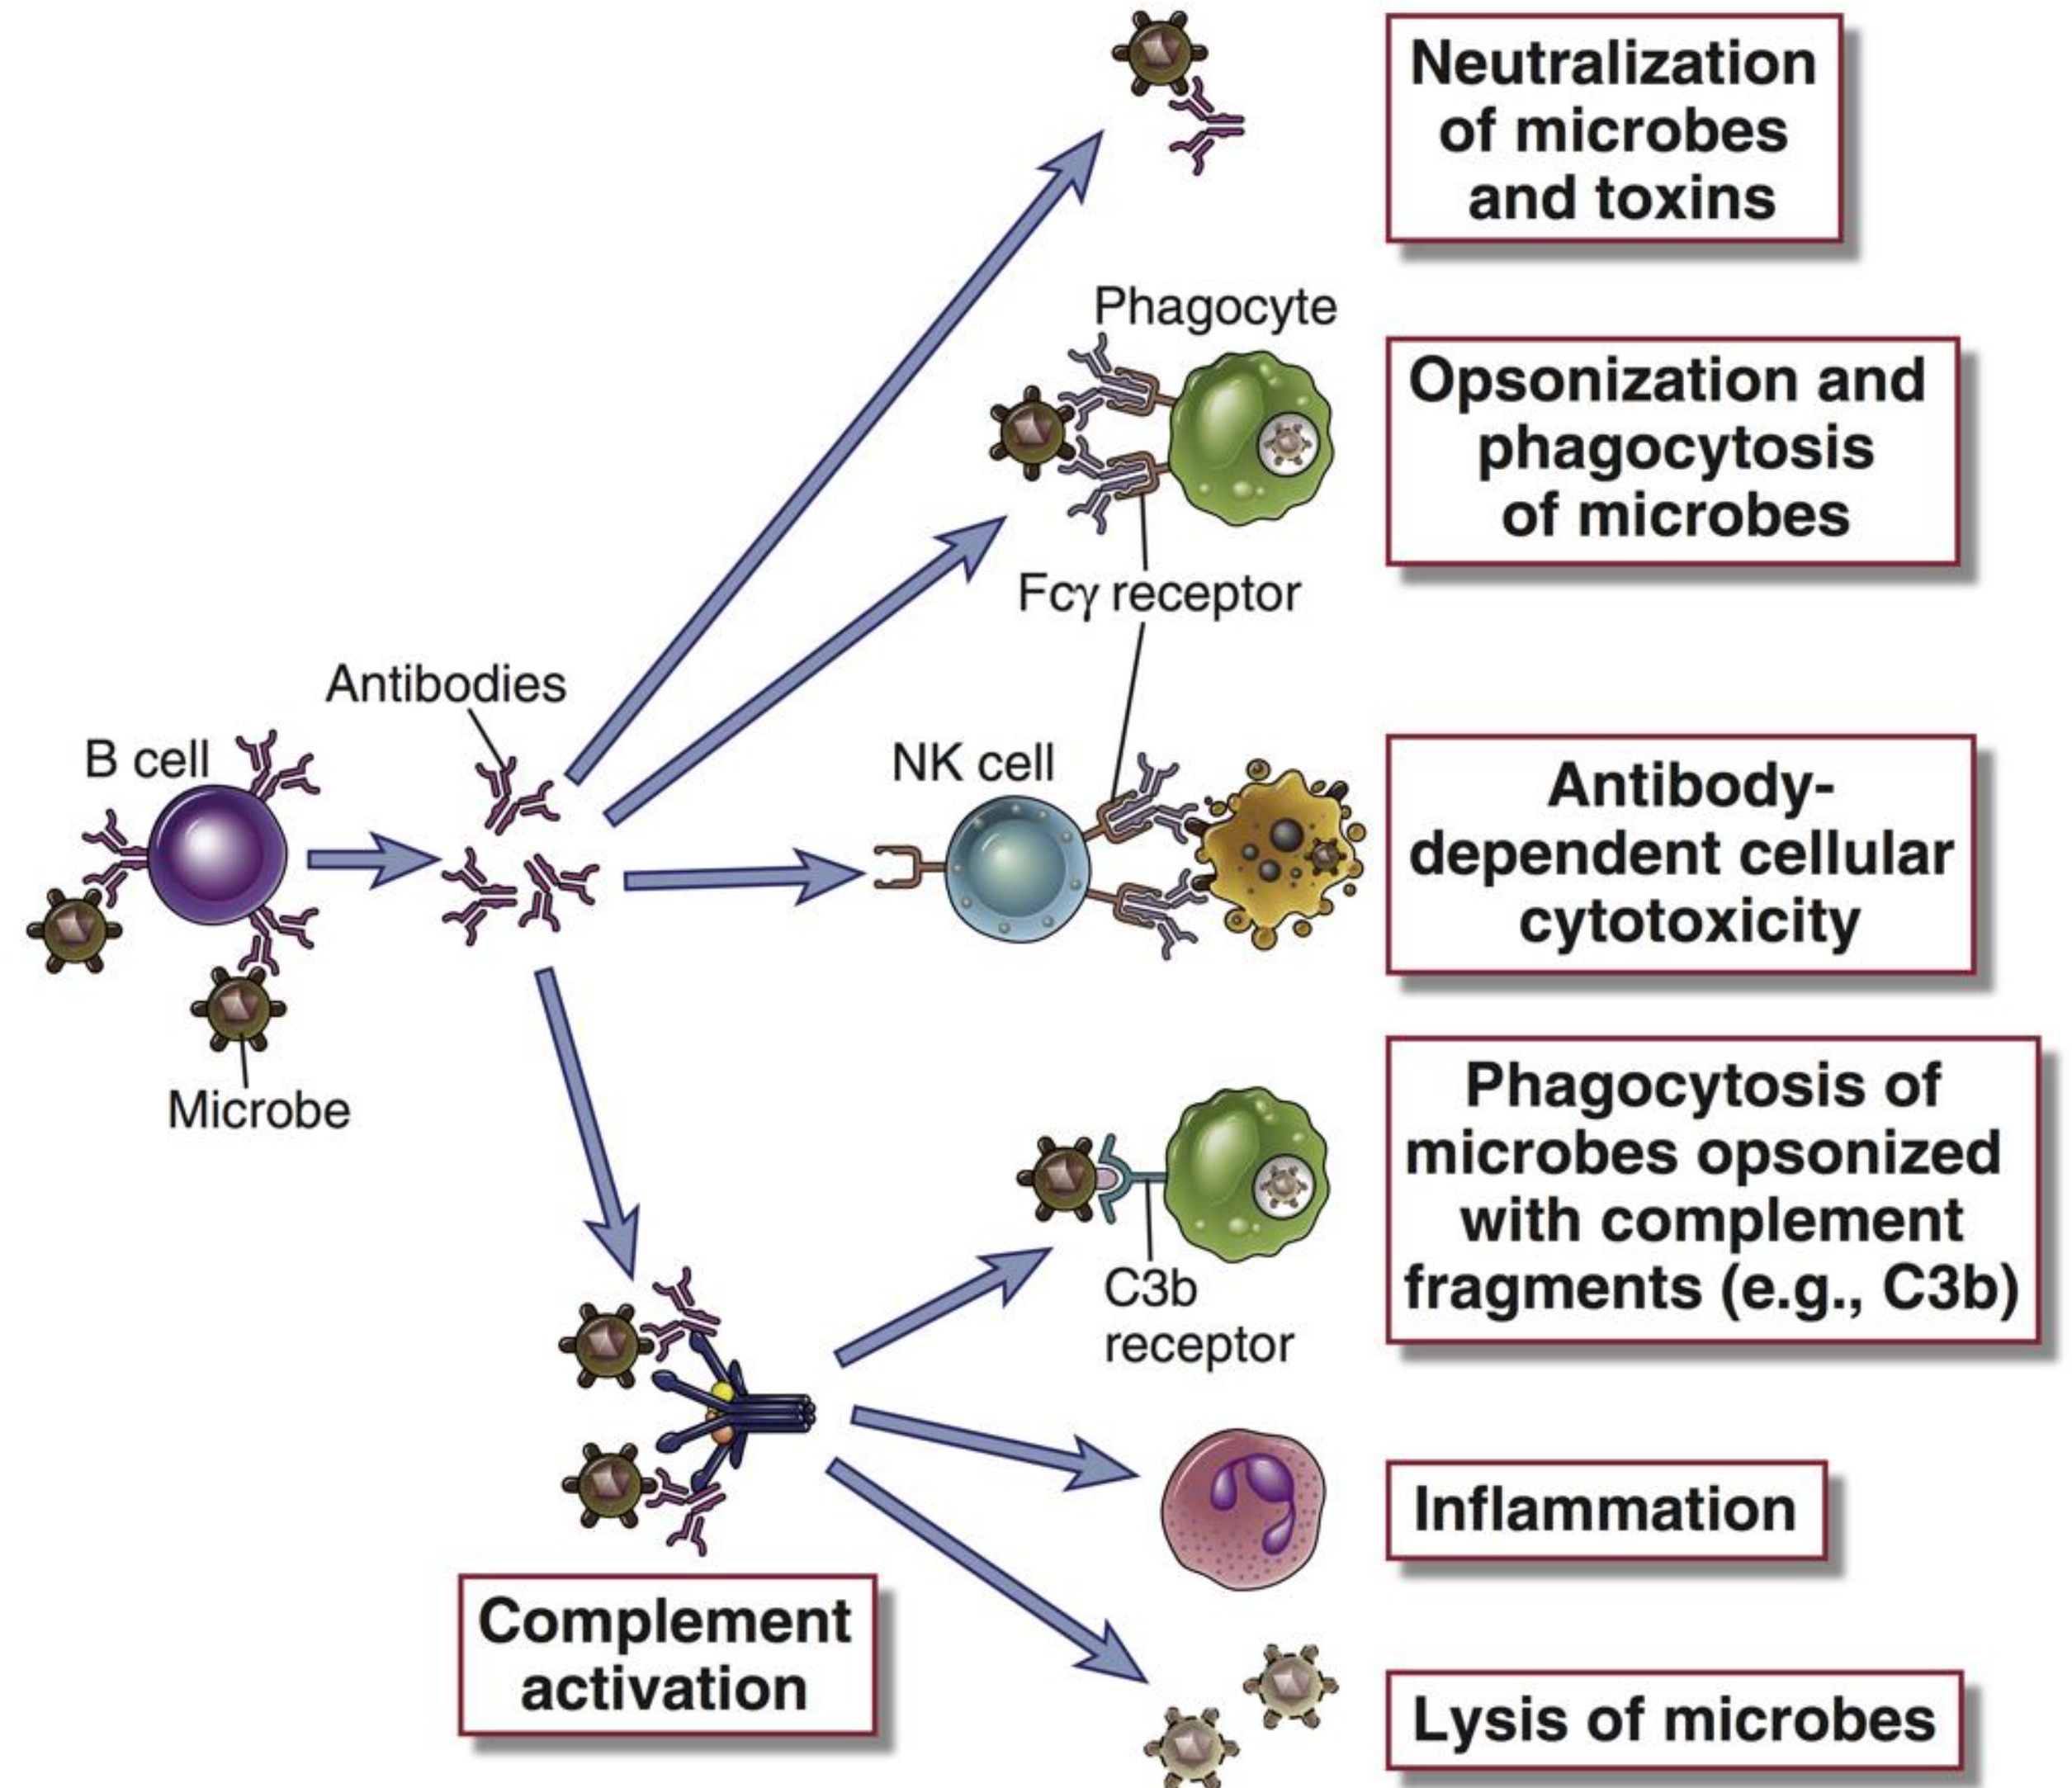 Neutralization
of microbes
and toxins
Phagocyte
Opsonization and
phagocytosis
of microbes
Fcγ receptor
Antibodies
B cell
NK cell
Antibody-
dependent cellular
cytotoxicity
Microbe
Phagocytosis of
microbes opsonized
with complement
fragments (e.g., C3b)
C3b
receptor
Inflammation
Complement
activation
Lysis of microbes